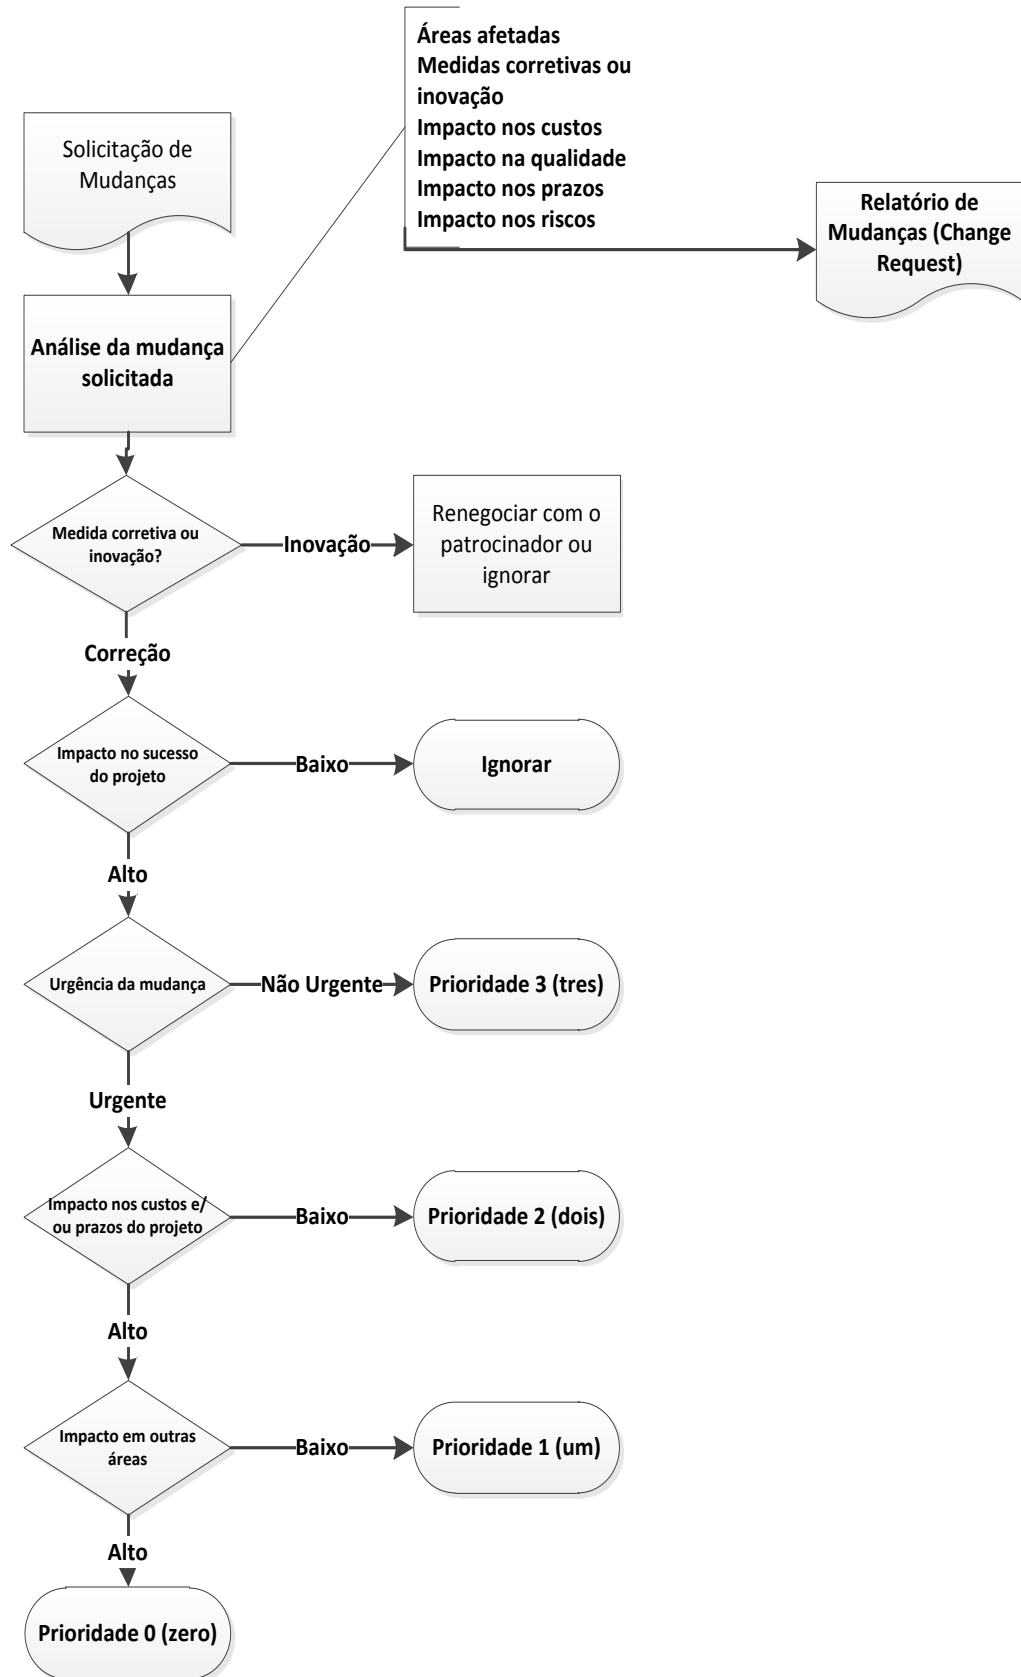 Áreas afetadas
Medidas corretivas ou
inovação
Impacto nos custos
Impacto na qualidade
Impacto nos prazos
Impacto nos riscos
Solicitação de
Mudanças
Relatório de
Mudanças (Change
Request)
Análise da mudança
solicitada
Medida corretiva ou
inovação?
Inovação
Renegociar com o
patrocinador ou
ignorar
Correção
Impacto no sucesso
do projeto
Baixo
Ignorar
Alto
Urgência da mudança
Não Urgente
Prioridade 3 (tres)
Urgente
Impacto nos custos e/
ou prazos do projeto
Baixo
Prioridade 2 (dois)
Alto
Impacto em outras
áreas
Baixo
Prioridade 1 (um)
Alto
Prioridade 0 (zero)